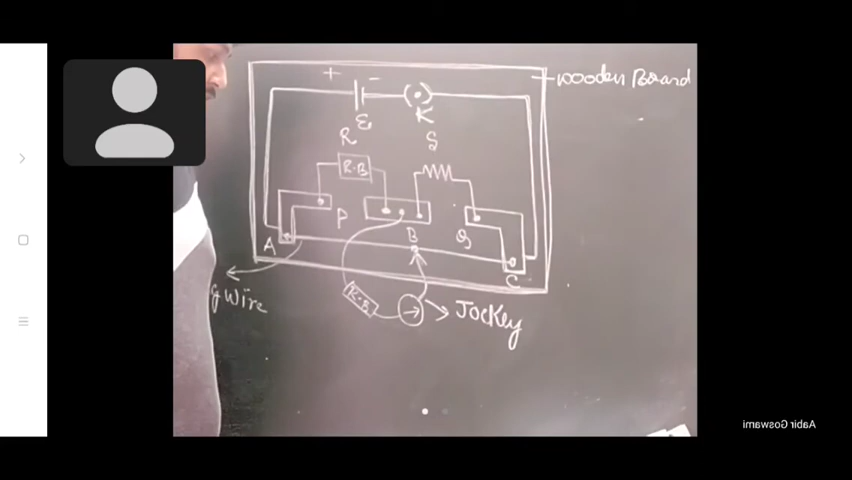 + -
wooden Board
ε K
R S
R·B
P B Q
A C
g wire
R·B
Jockey
Aabir Goswami